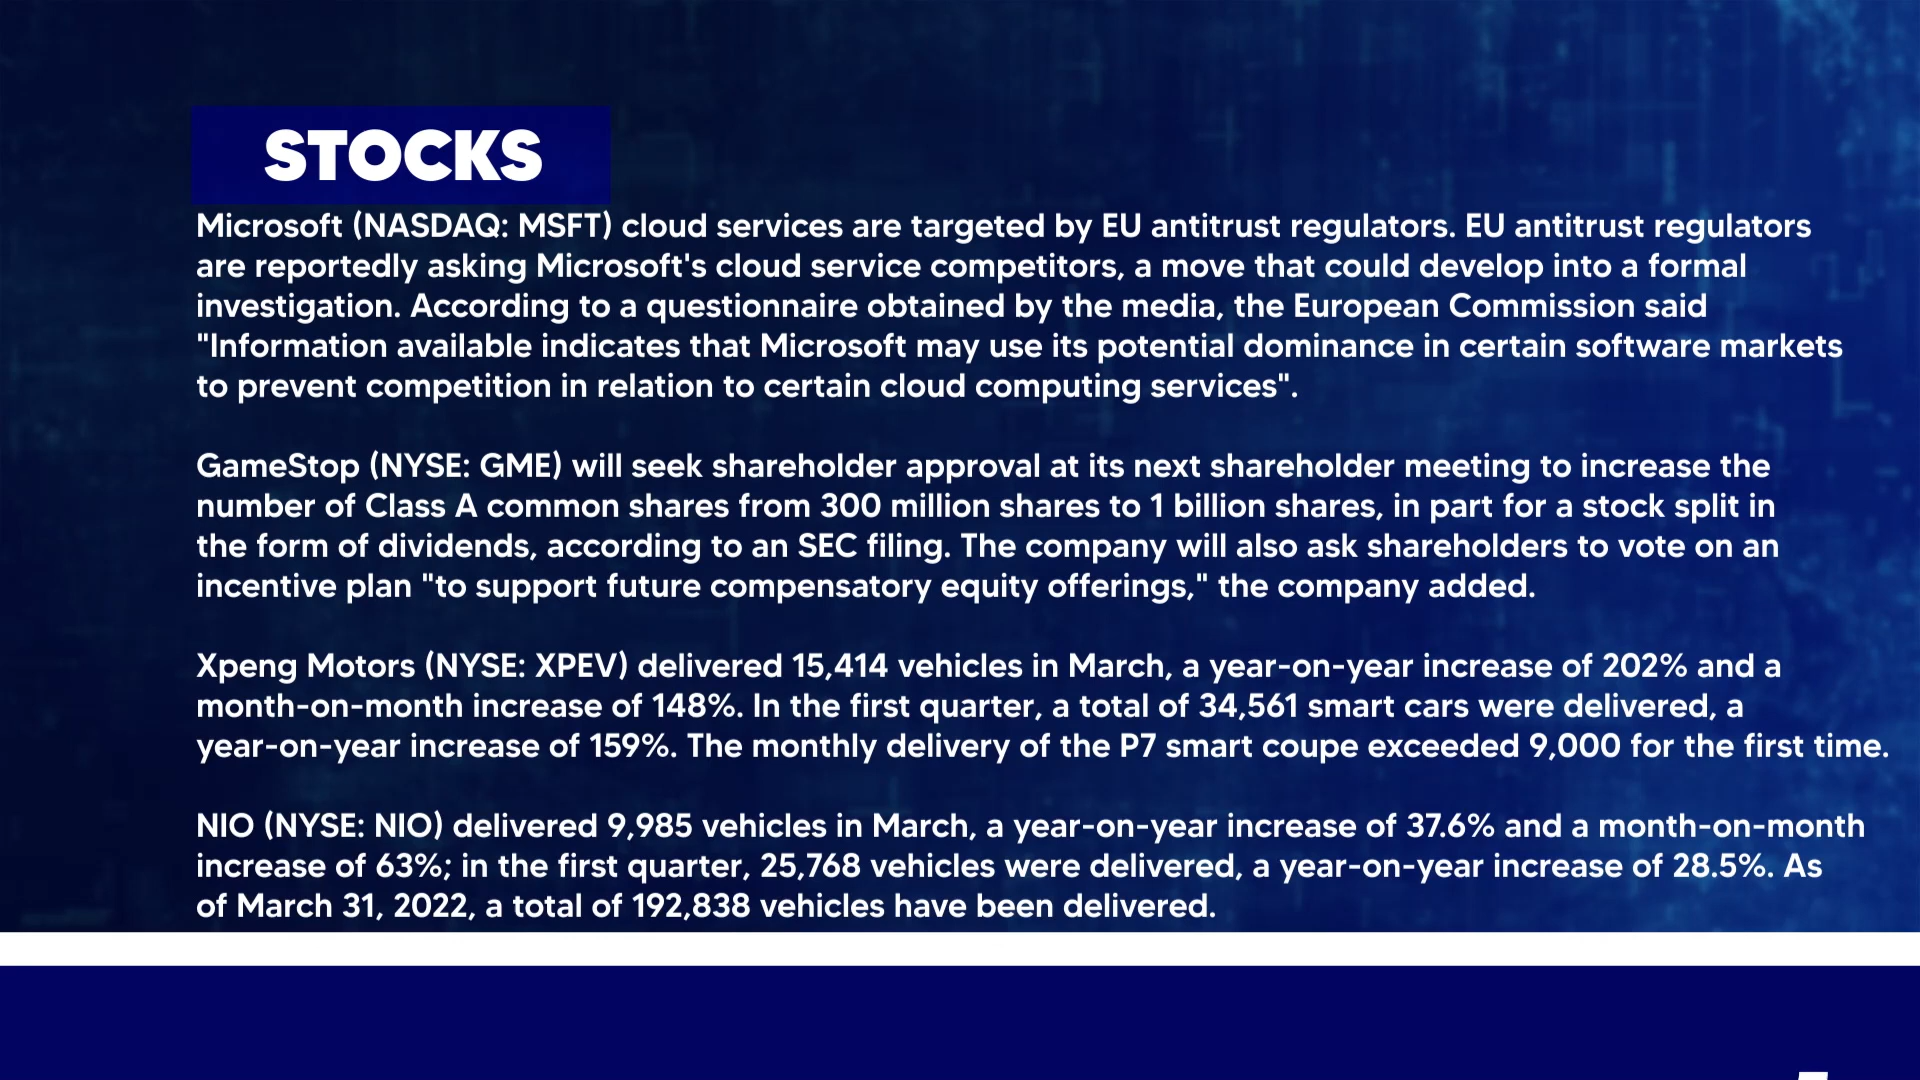 STOCKS
Microsoft (NASDAQ: MSFT) cloud services are targeted by EU antitrust regulators. EU antitrust regulators
are reportedly asking Microsoft's cloud service competitors, a move that could develop into a formal
investigation. According to a questionnaire obtained by the media, the European Commission said
"Information available indicates that Microsoft may use its potential dominance in certain software markets
to prevent competition in relation to certain cloud computing services".
GameStop (NYSE: GME) will seek shareholder approval at its next shareholder meeting to increase the
number of Class A common shares from 300 million shares to 1 billion shares, in part for a stock split in
the form of dividends, according to an SEC filing. The company will also ask shareholders to vote on an
incentive plan "to support future compensatory equity offerings," the company added.
Xpeng Motors (NYSE: XPEV) delivered 15,414 vehicles in March, a year-on-year increase of 202% and a
month-on-month increase of 148%. In the first quarter, a total of 34,561 smart cars were delivered, a
year-on-year increase of 159%. The monthly delivery of the P7 smart coupe exceeded 9,000 for the first time.
NIO (NYSE: NIO) delivered 9,985 vehicles in March, a year-on-year increase of 37.6% and a month-on-month
increase of 63%; in the first quarter, 25,768 vehicles were delivered, a year-on-year increase of 28.5%. As
of March 31, 2022, a total of 192,838 vehicles have been delivered.